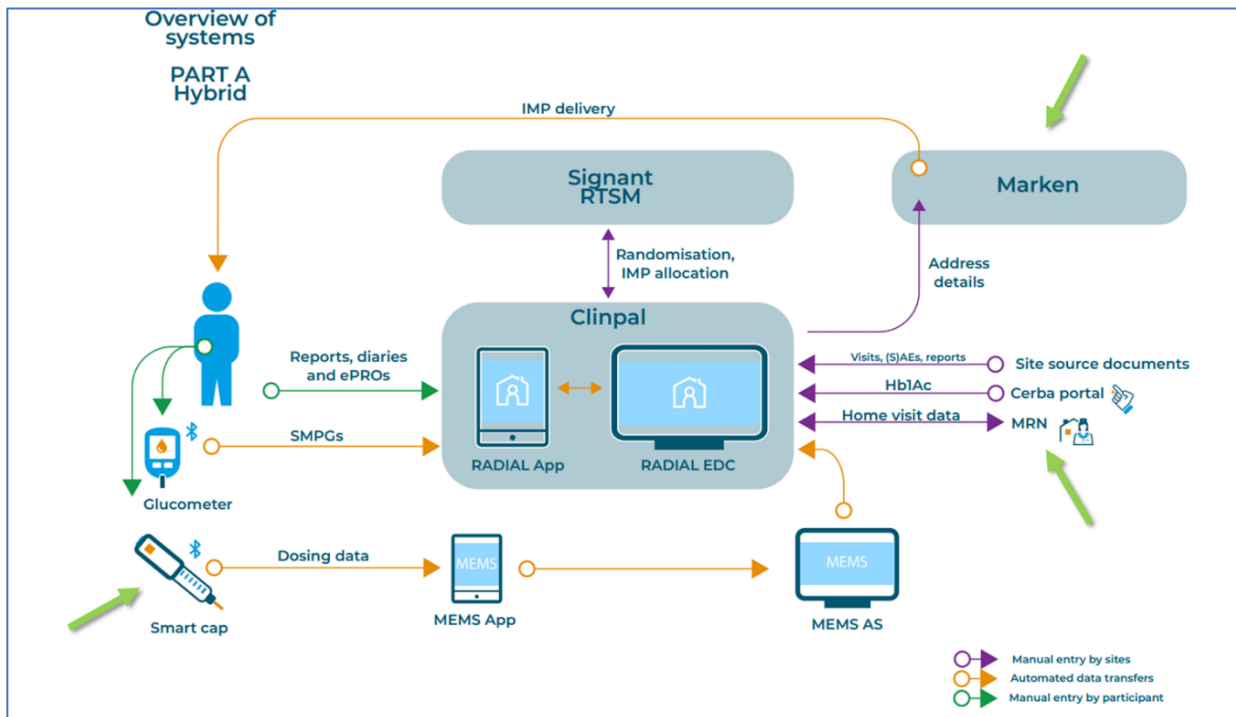 Overview of
systems
PART A
Hybrid
IMP delivery
Signant
RTSM
Marken
Randomisation,
IMP allocation
Address
details
Clinpal
Reports, diaries
and ePROs
Visits, (S)AEs, reports
Site source documents
Hb1Ac
Cerba portal
Home visit data
MRN
SMPGs
RADIAL App
RADIAL EDC
Glucometer
Dosing data
MEMS
MEMS
Smart cap
MEMS App
MEMS AS
Manual entry by sites
Automated data transfers
Manual entry by participant